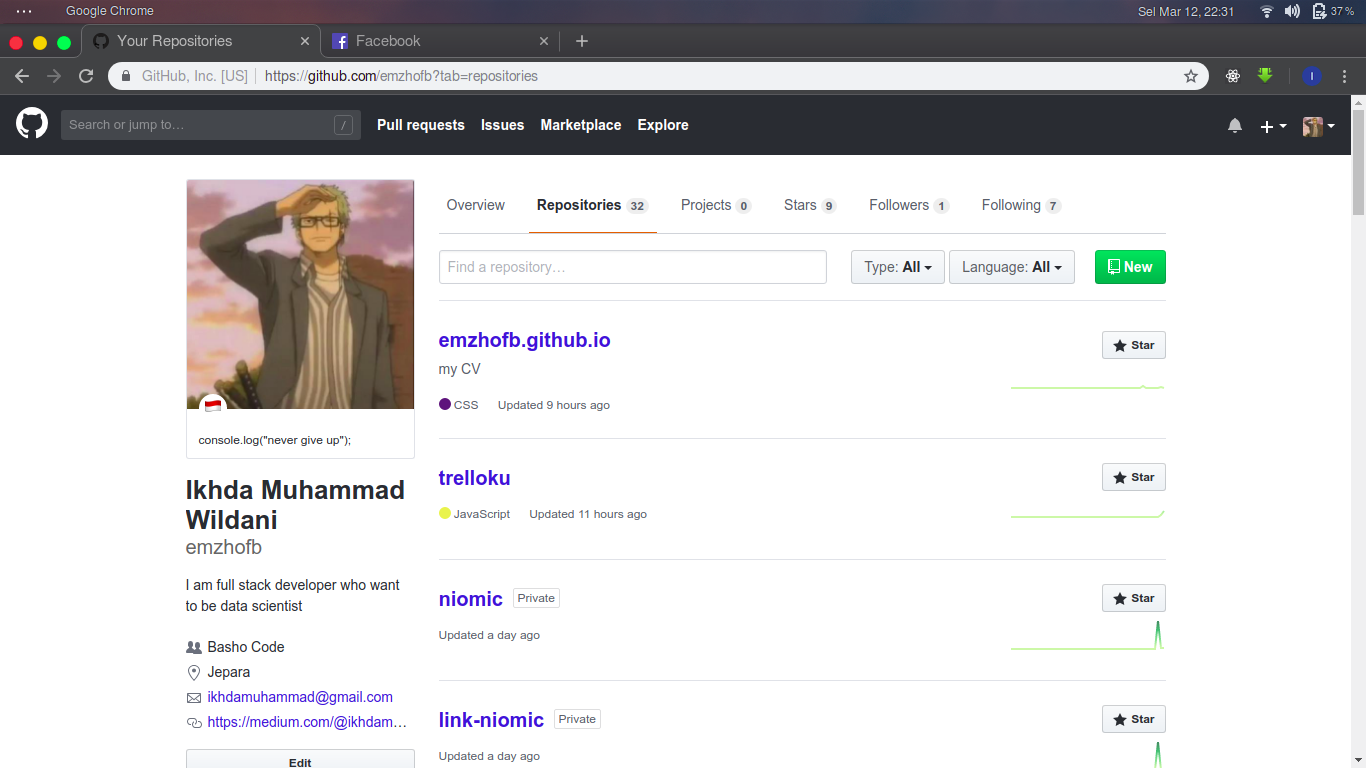 Google Chrome
Sel Mar 12, 22:31
37 %
Your Repositories
Facebook
GitHub, Inc. [US]
https://github.com/emzhofb?tab=repositories
I
Search or jump to…
/
Pull requests
Issues
Marketplace
Explore
Overview
Repositories 32
Projects 0
Stars 9
Followers 1
Following 7
Find a repository…
Type: All
Language: All
New
emzhofb.github.io
Star
my CV
CSS
Updated 9 hours ago
console.log("never give up");
trelloku
Star
JavaScript
Updated 11 hours ago
Ikhda Muhammad
Wildani
emzhofb
I am full stack developer who want
to be data scientist
Basho Code
Jepara
ikhdamuhammad@gmail.com
https://medium.com/@ikhdam…
Edit
niomic
Private
Star
Updated a day ago
link-niomic
Private
Star
Updated a day ago